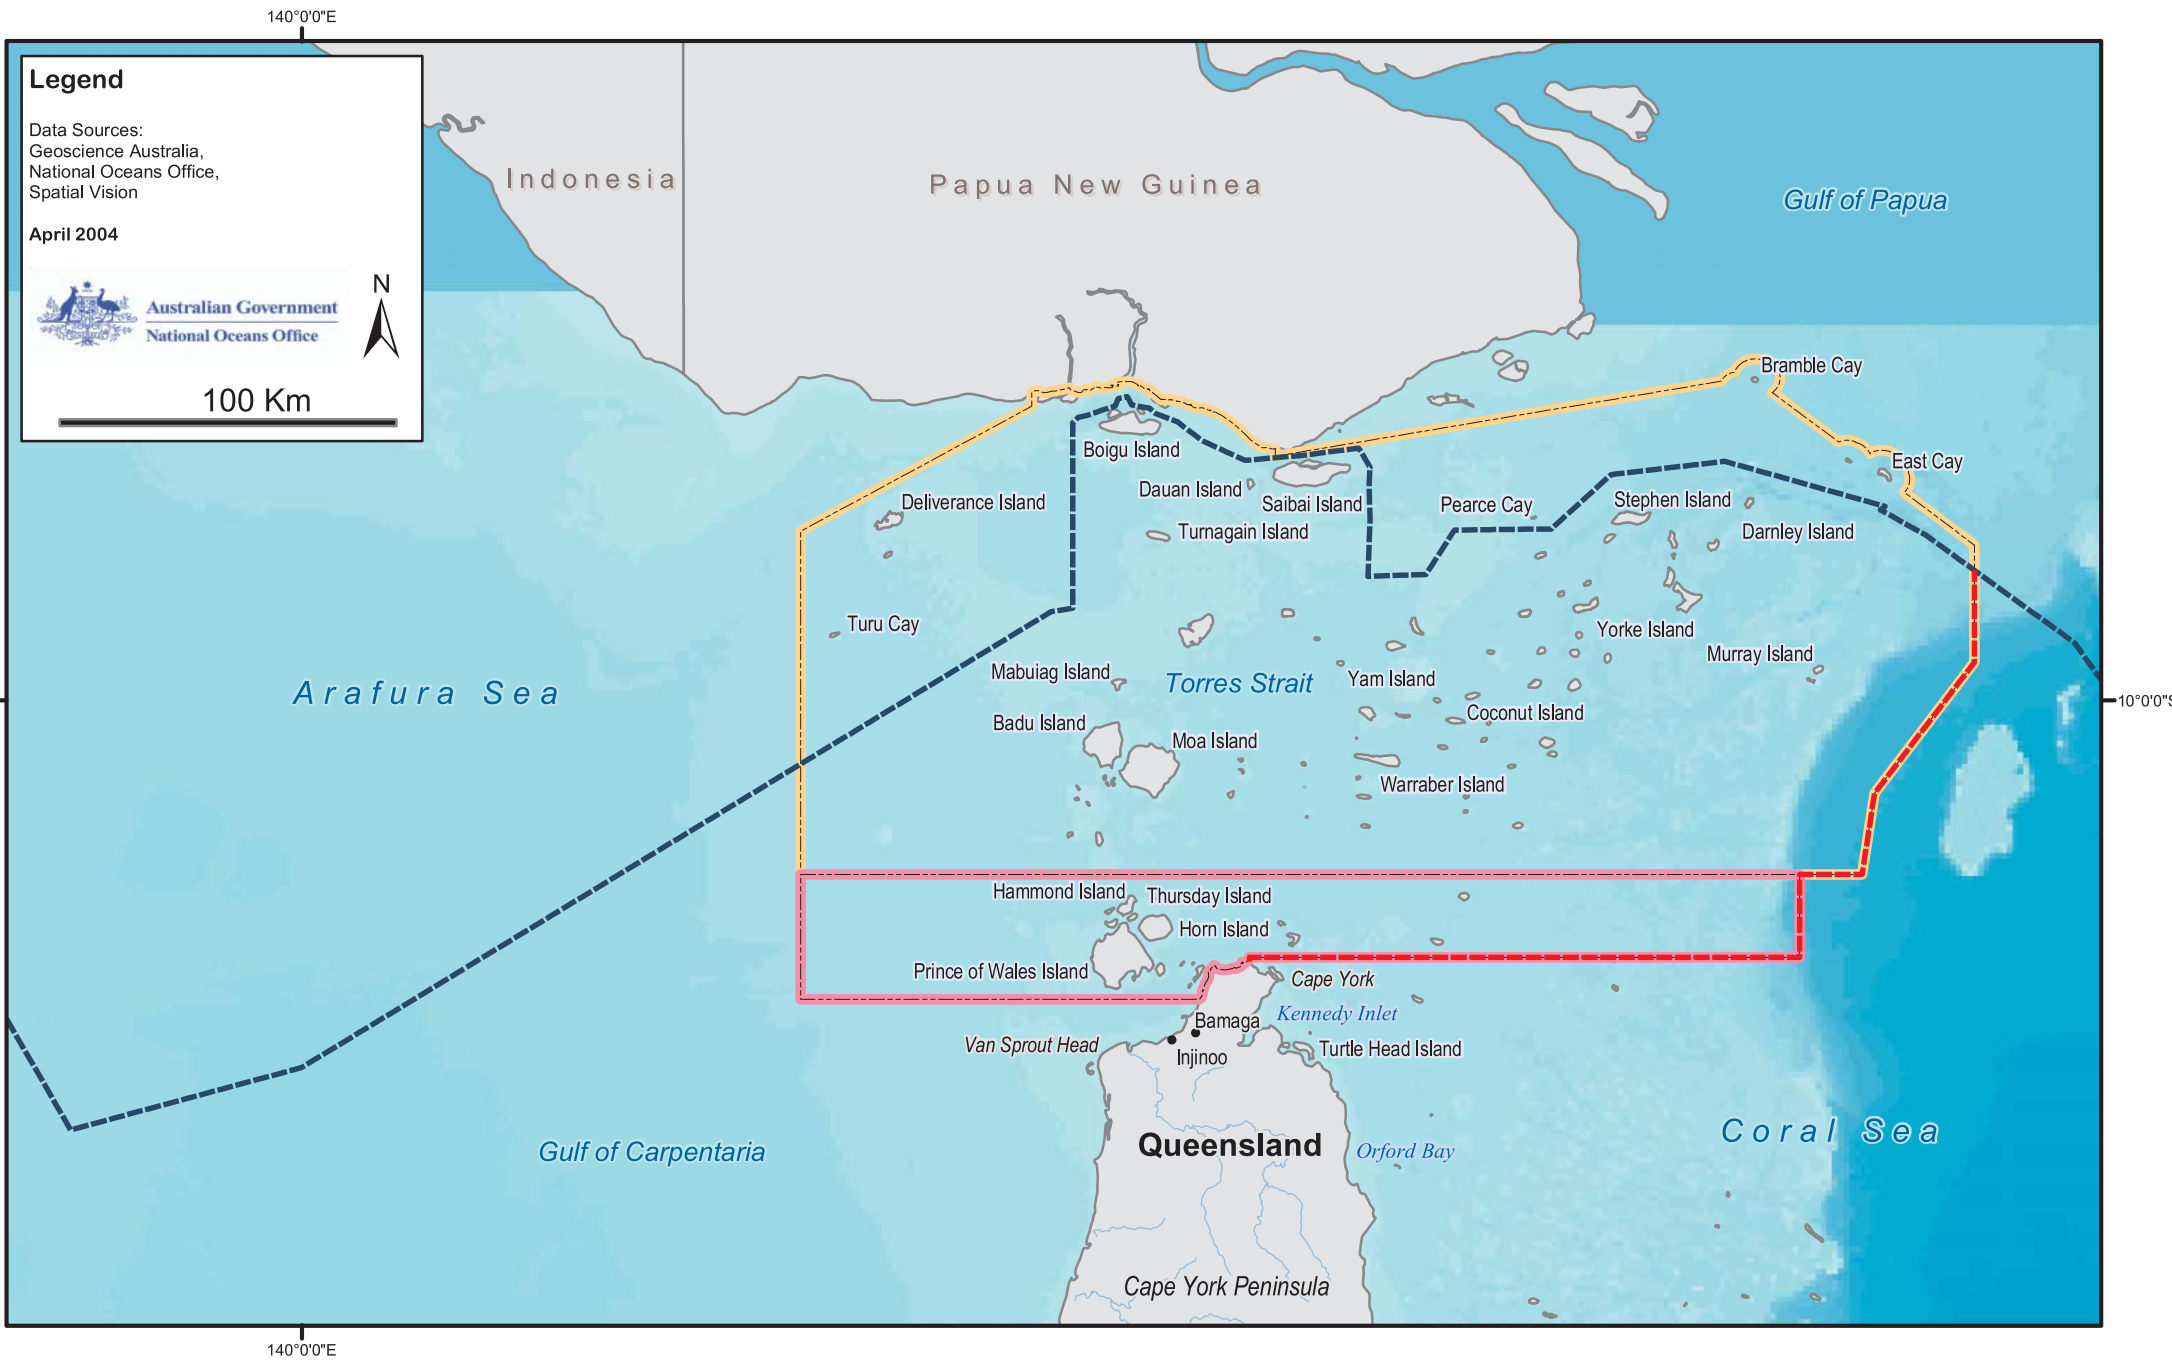 140°0'0"E
Legend
Data Sources:
Geoscience Australia,
National Oceans Office,
Spatial Vision
April 2004
Australian Government
National Oceans Office
N
100 Km
Indonesia
Papua New Guinea
Gulf of Papua
Bramble Cay
Boigu Island
East Cay
Dauan Island
Saibai Island
Deliverance Island
Pearce Cay
Stephen Island
Turnagain Island
Darnley Island
Turu Cay
Yorke Island
Murray Island
Mabuiag Island
Torres Strait
Yam Island
Arafura Sea
10°0'0"S
Badu Island
Coconut Island
Moa Island
Warraber Island
Hammond Island
Thursday Island
Horn Island
Prince of Wales Island
Cape York
Kennedy Inlet
Bamaga
Van Sprout Head
Injinoo
Turtle Head Island
Queensland
Gulf of Carpentaria
Orford Bay
Coral Sea
Cape York Peninsula
140°0'0"E